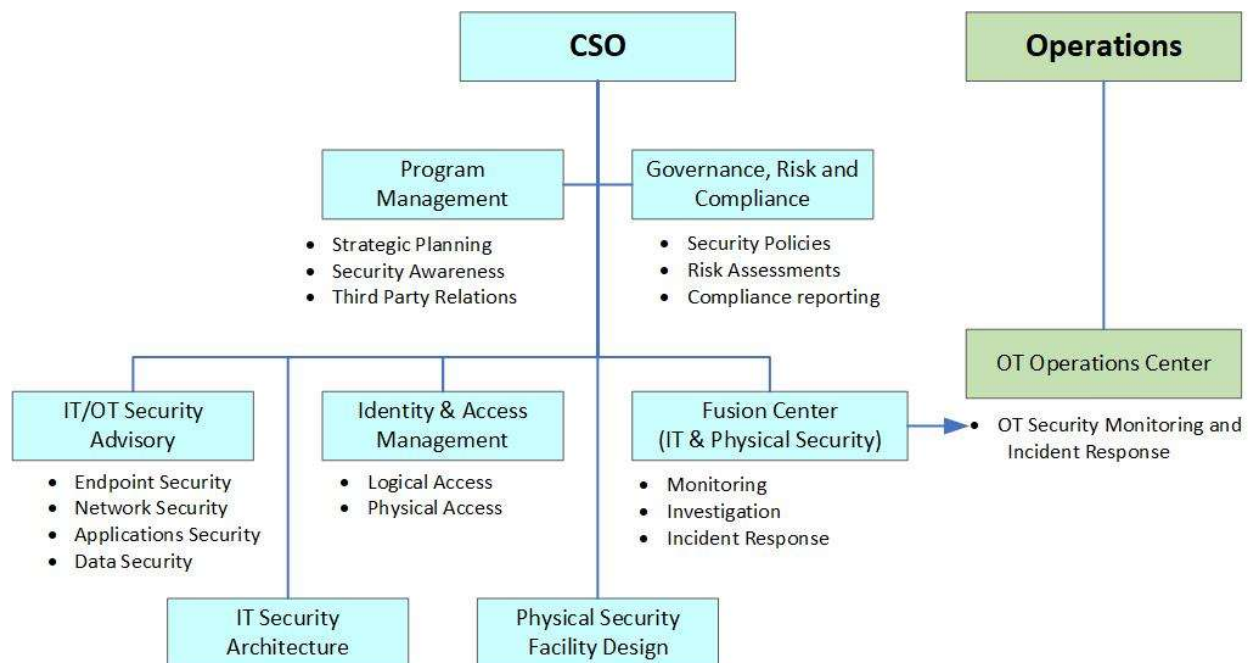 CSO
Operations
Program
Management
• Strategic Planning
• Security Awareness
• Third Party Relations
Governance, Risk and
Compliance
• Security Policies
• Risk Assessments
• Compliance reporting
OT Operations Center
• OT Security Monitoring and
Incident Response
IT/OT Security
Advisory
• Endpoint Security
• Network Security
• Applications Security
• Data Security
Identity & Access
Management
• Logical Access
• Physical Access
Fusion Center
(IT & Physical Security)
• Monitoring
• Investigation
• Incident Response
IT Security
Architecture
Physical Security
Facility Design